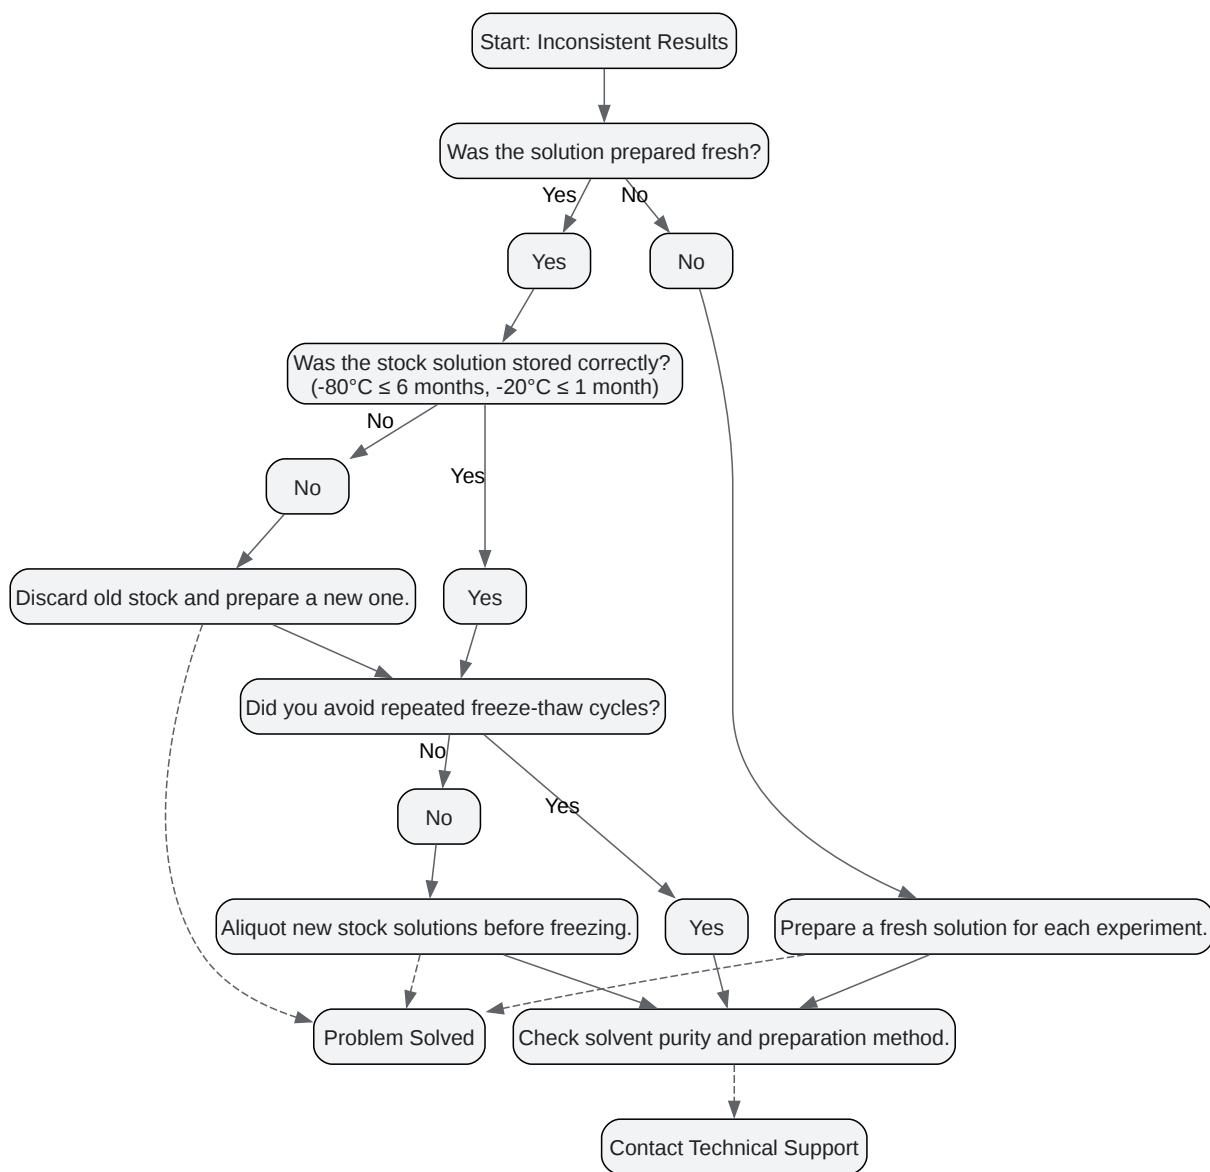 Start: Inconsistent Results
Was the solution prepared fresh?
Yes
No
Yes
No
Was the stock solution stored correctly?
(-80°C ≤ 6 months, -20°C ≤ 1 month)
No
Yes
No
Discard old stock and prepare a new one.
Yes
Did you avoid repeated freeze-thaw cycles?
No
Yes
No
Aliquot new stock solutions before freezing.
Yes
Prepare a fresh solution for each experiment.
Problem Solved
Check solvent purity and preparation method.
Contact Technical Support